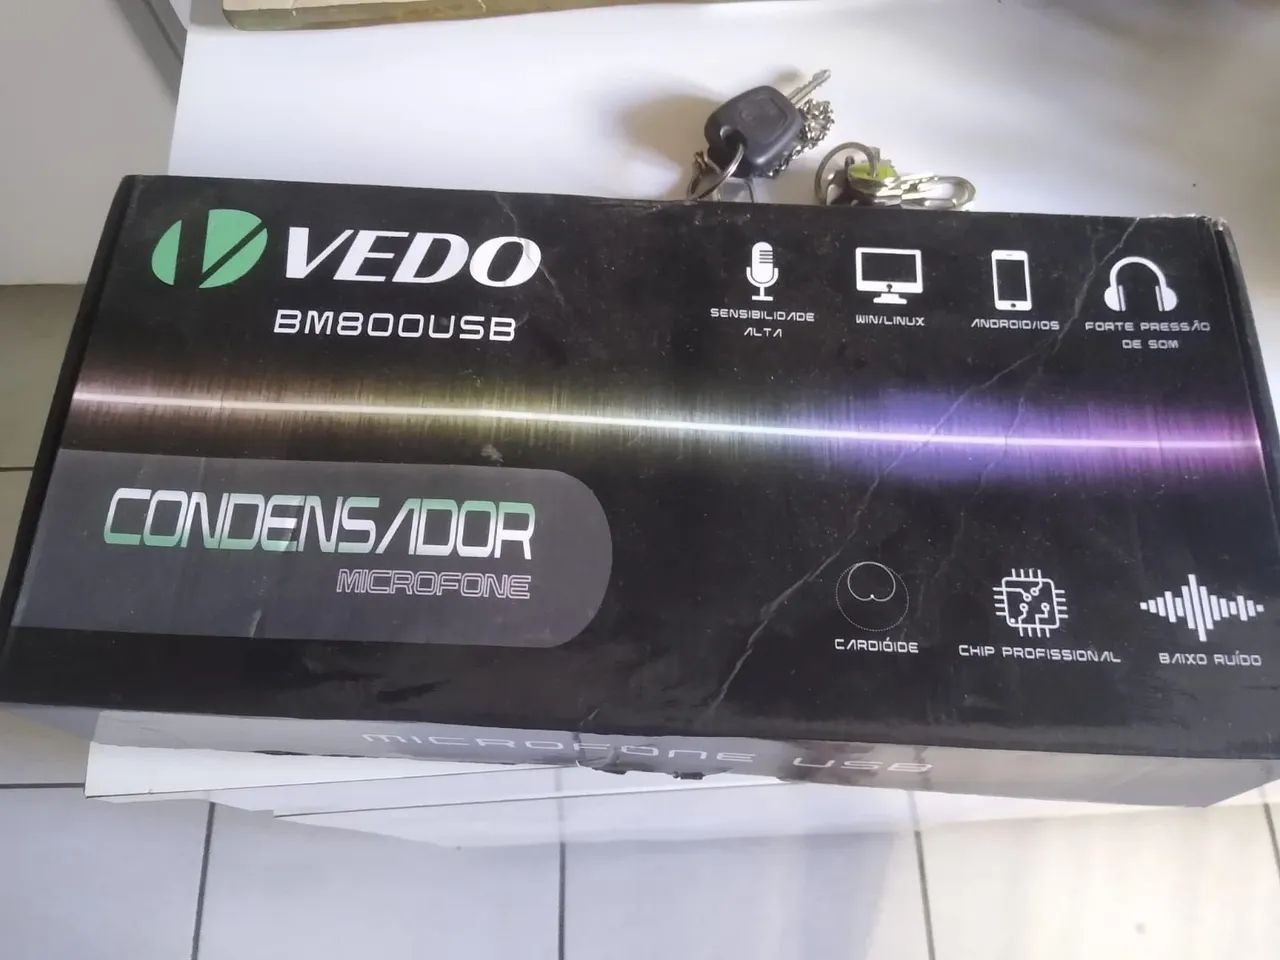 VEDO
BM800USB
SENSIBILIDADE
ALTA
WIN/LINUX
ANDROID/IOS
FORTE PRESSÃO
DE SOM
CONDENSADOR
MICROFONE
CARDIÓIDE
CHIP PROFISSIONAL
BAIXO RUÍDO
MICROFONE USB